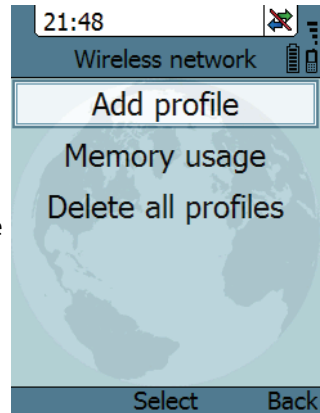 21:48
Wireless network
Add profile
Memory usage
Delete all profiles
Select Back